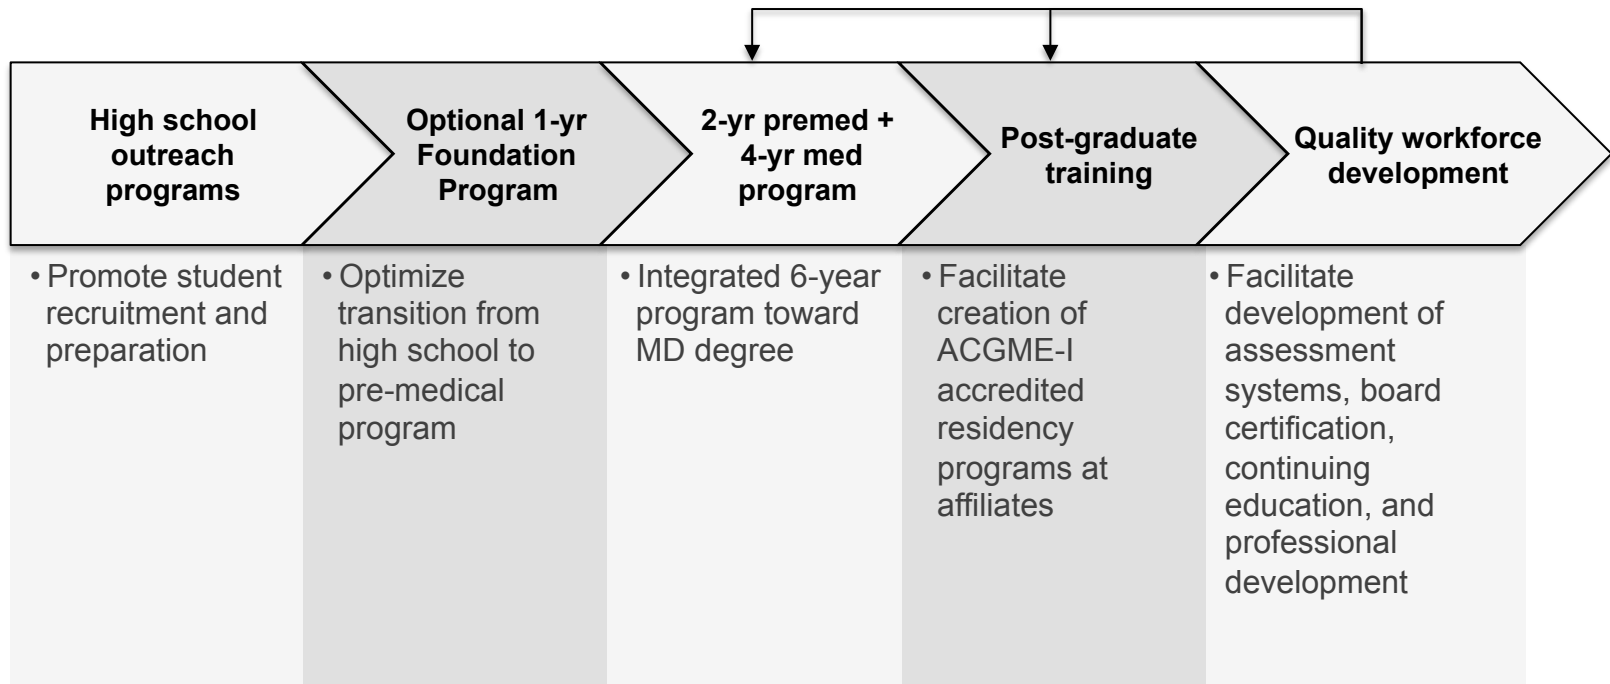 High school
outreach
programs
Optional 1-yr
Foundation
Program
2-yr premed +
4-yr med
program
Post-graduate
training
Quality workforce
development
• Promote student
recruitment and
preparation
• Optimize
transition from
high school to
pre-medical
program
• Integrated 6-year
program toward
MD degree
• Facilitate
creation of
ACGME-I
accredited
residency
programs at
affiliates
• Facilitate
development of
assessment
systems, board
certification,
continuing
education, and
professional
development